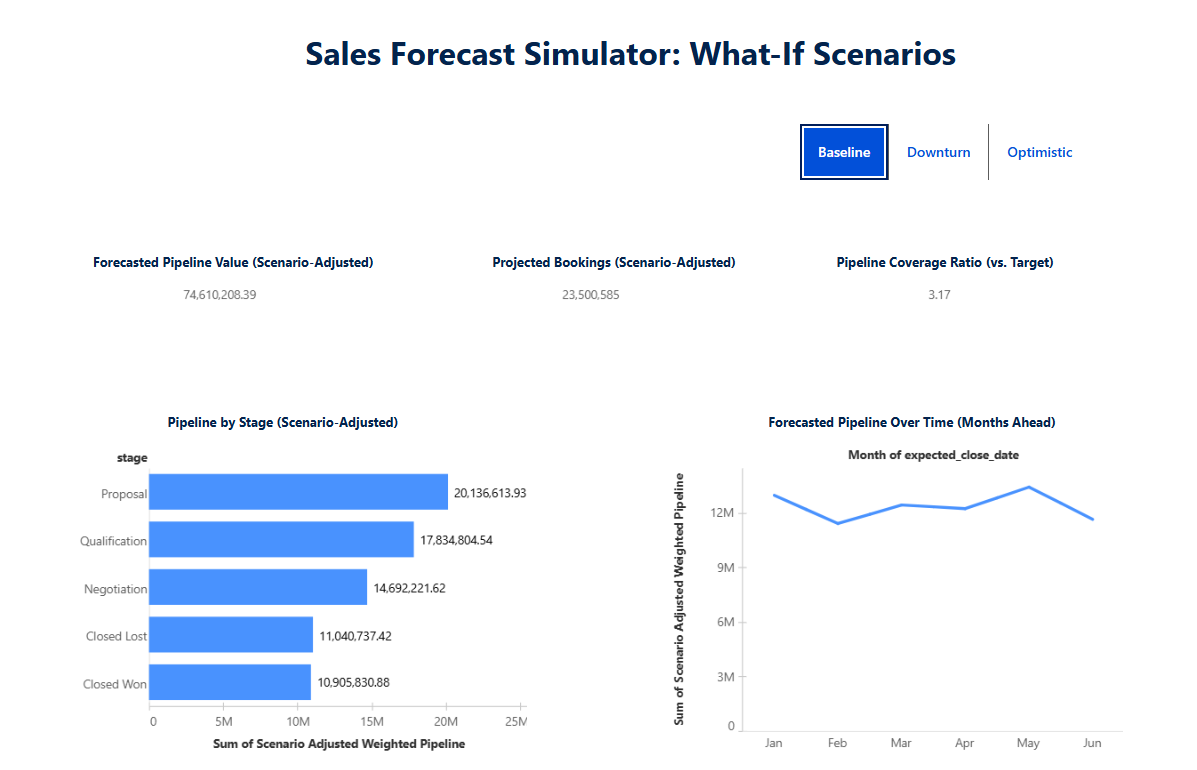 Sales Forecast Simulator: What-If Scenarios
Baseline
Downturn
Optimistic
Forecasted Pipeline Value (Scenario-Adjusted)
74,610,208.39
Projected Bookings (Scenario-Adjusted)
23,500,585
Pipeline Coverage Ratio (vs. Target)
3.17
Pipeline by Stage (Scenario-Adjusted)
stage
Proposal
20,136,613.93
Qualification
17,834,804.54
Negotiation
14,692,221.62
Closed Lost
11,040,737.42
Closed Won
10,905,830.88
0
5M
10M
15M
20M
25M
Sum of Scenario Adjusted Weighted Pipeline
Forecasted Pipeline Over Time (Months Ahead)
Month of expected_close_date
Sum of Scenario Adjusted Weighted Pipeline
12M
9M
6M
3M
0
Jan
Feb
Mar
Apr
May
Jun